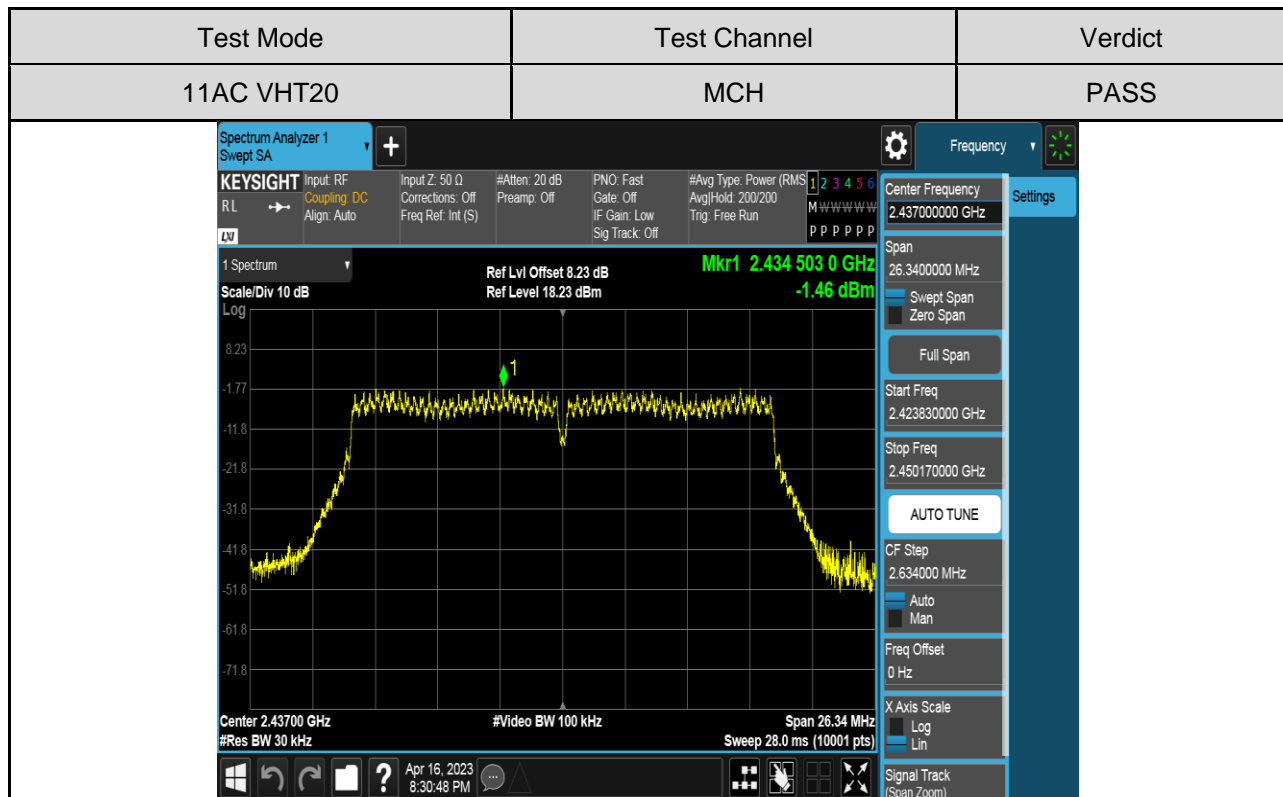 Test Mode Test Channel Verdict
11AC VHT20 MCH PASS
Spectrum Analyzer 1
Swept SA
Frequency
KEYSIGHT
RL
LXI
Input: RF
Coupling: DC
Align: Auto
Input Z: 50 Ω
Corrections: Off
Freq Ref: Int (S)
#Atten: 20 dB
Preamp: Off
PNO: Fast
Gate: Off
IF Gain: Low
Sig Track: Off
#Avg Type: Power (RMS
Avg|Hold: 200/200
Trig: Free Run
1 2 3 4 5 6
M W W W W W
P P P P P P
1 Spectrum
Scale/Div 10 dB
Ref Lvl Offset 8.23 dB
Ref Level 18.23 dBm
Mkr1 2.434 503 0 GHz
-1.46 dBm
Log
8.23
-1.77
-11.8
-21.8
-31.8
-41.8
-51.8
-61.8
-71.8
1
Center 2.43700 GHz
#Res BW 30 kHz
#Video BW 100 kHz
Span 26.34 MHz
Sweep 28.0 ms (10001 pts)
Center Frequency
2.437000000 GHz
Span
26.3400000 MHz
Swept Span
Zero Span
Full Span
Start Freq
2.423830000 GHz
Stop Freq
2.450170000 GHz
AUTO TUNE
CF Step
2.634000 MHz
Auto
Man
Freq Offset
0 Hz
X Axis Scale
Log
Lin
Signal Track
(Span Zoom)
Settings
?
Apr 16, 2023
8:30:48 PM